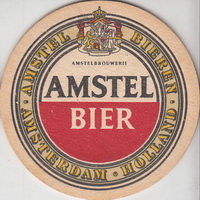 AMSTEL BIEREN
AMSTELBROUWERIJ
AMSTEL
BIER
AMSTERDAM · HOLLAND